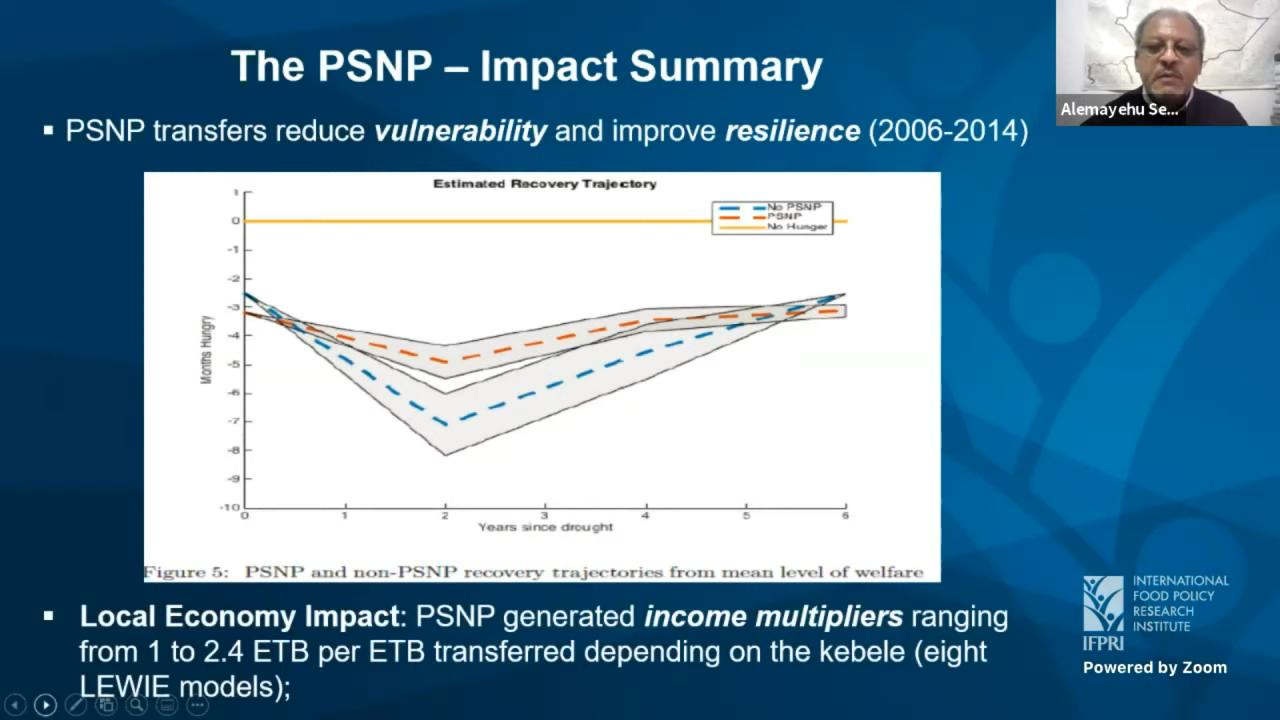 The PSNP – Impact Summary
Alemayehu Se...
▪ PSNP transfers reduce vulnerability and improve resilience (2006-2014)
Estimated Recovery Trajectory
1
0
-1
-2
-3
-4
-5
-6
-7
-8
-9
-10
Months Hungry
No PSNP
PSNP
No Hunger
0 1 2 3 4 5 6
Years since drought
Figure 5: PSNP and non-PSNP recovery trajectories from mean level of welfare
▪ Local Economy Impact: PSNP generated income multipliers ranging
from 1 to 2.4 ETB per ETB transferred depending on the kebele (eight
LEWIE models);
INTERNATIONAL
FOOD POLICY
RESEARCH
INSTITUTE
IFPRI
Powered by Zoom